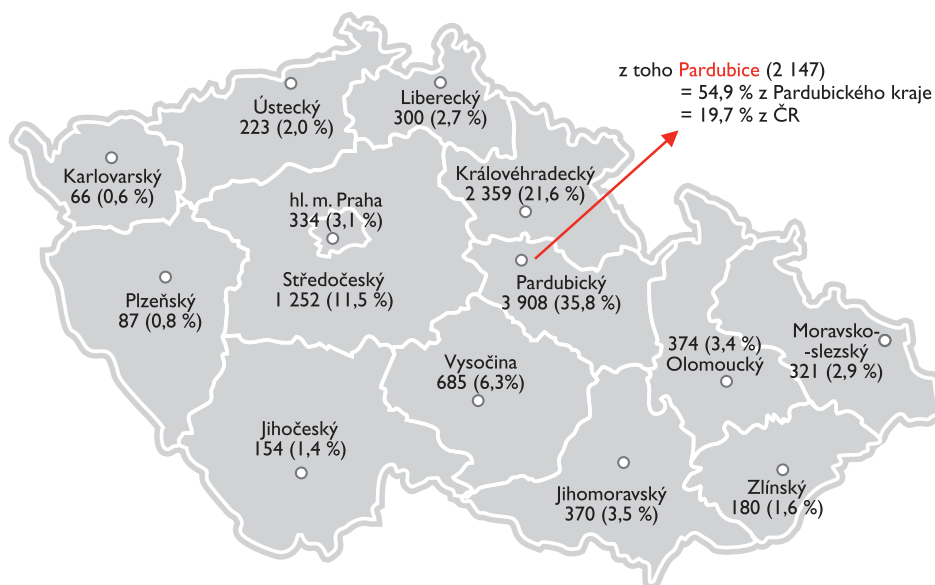 z toho Pardubice (2 147)
= 54,9 % z Pardubického kraje
= 19,7 % z ČR
Ústecký
223 (2,0 %)
Liberecký
300 (2,7 %)
Karlovarský
66 (0,6 %)
Královéhradecký
2 359 (21,6 %)
hl. m. Praha
334 (3,1 %)
Středočeský
1 252 (11,5 %)
Pardubický
3 908 (35,8 %)
Plzeňský
87 (0,8 %)
Vysočina
685 (6,3%)
374 (3,4 %)
Olomoucký
Moravsko-
-slezský
321 (2,9 %)
Jihočeský
154 (1,4 %)
Jihomoravský
370 (3,5 %)
Zlínský
180 (1,6 %)